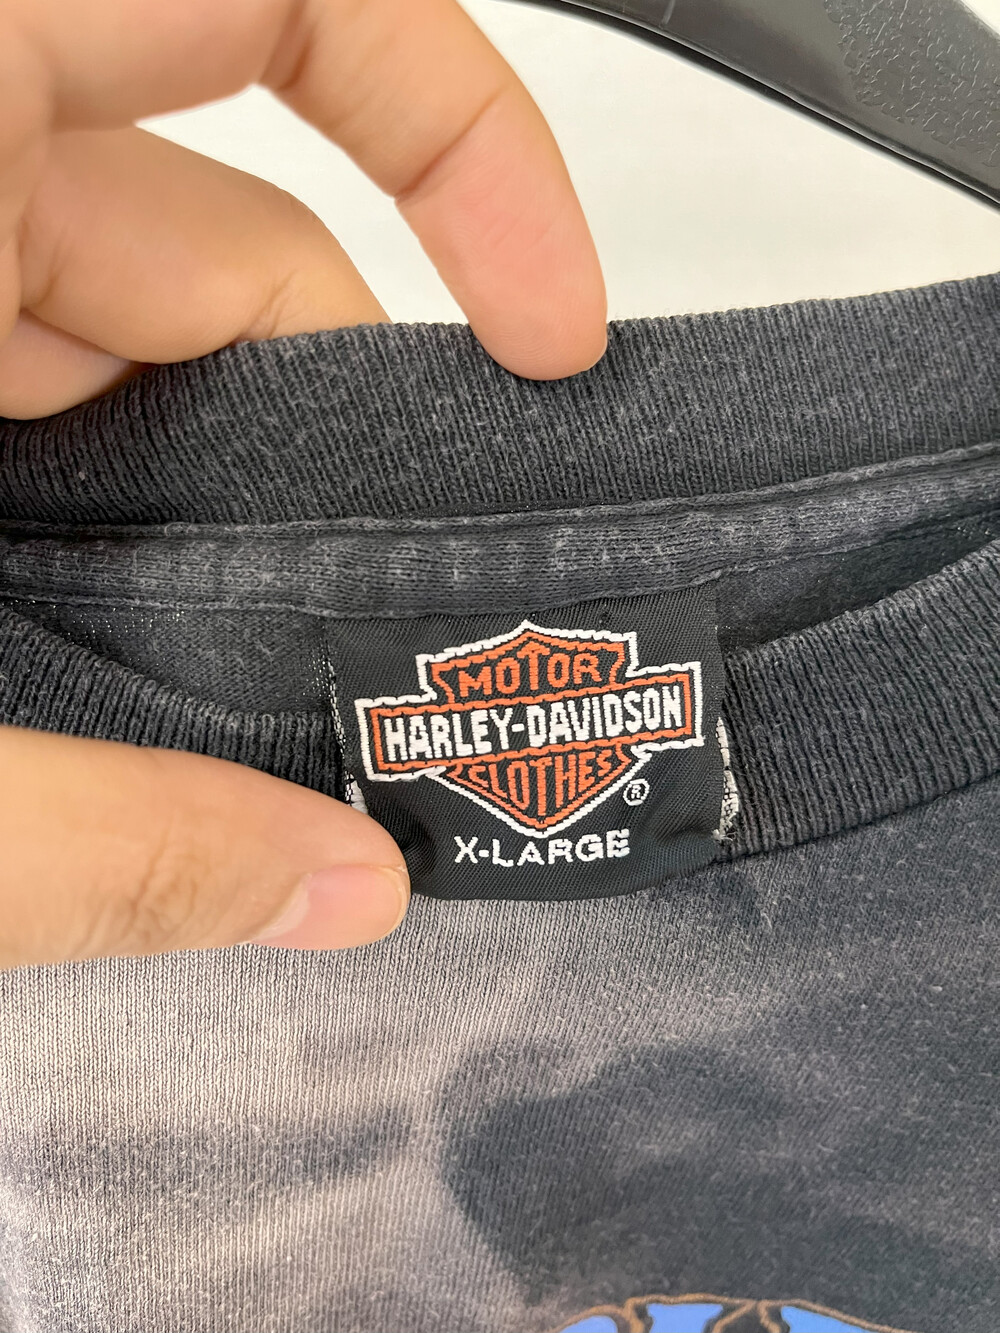 MOTOR
HARLEY-DAVIDSON
CLOTHES
®
X-LARGE